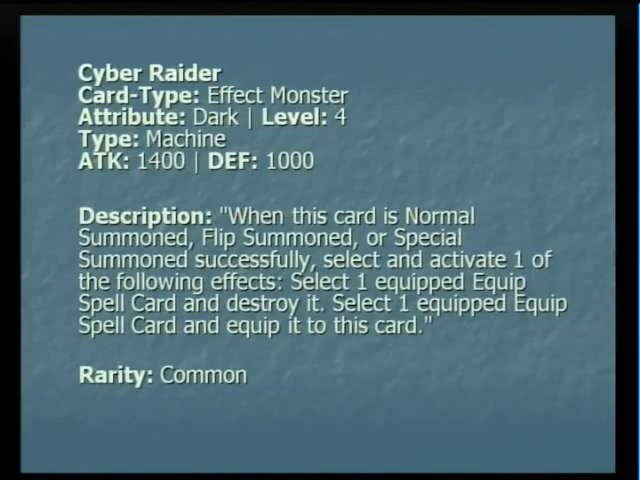 Cyber Raider
Card-Type: Effect Monster
Attribute: Dark | Level: 4
Type: Machine
ATK: 1400 | DEF: 1000
Description: "When this card is Normal
Summoned, Flip Summoned, or Special
Summoned successfully, select and activate 1 of
the following effects: Select 1 equipped Equip
Spell Card and destroy it. Select 1 equipped Equip
Spell Card and equip it to this card."
Rarity: Common